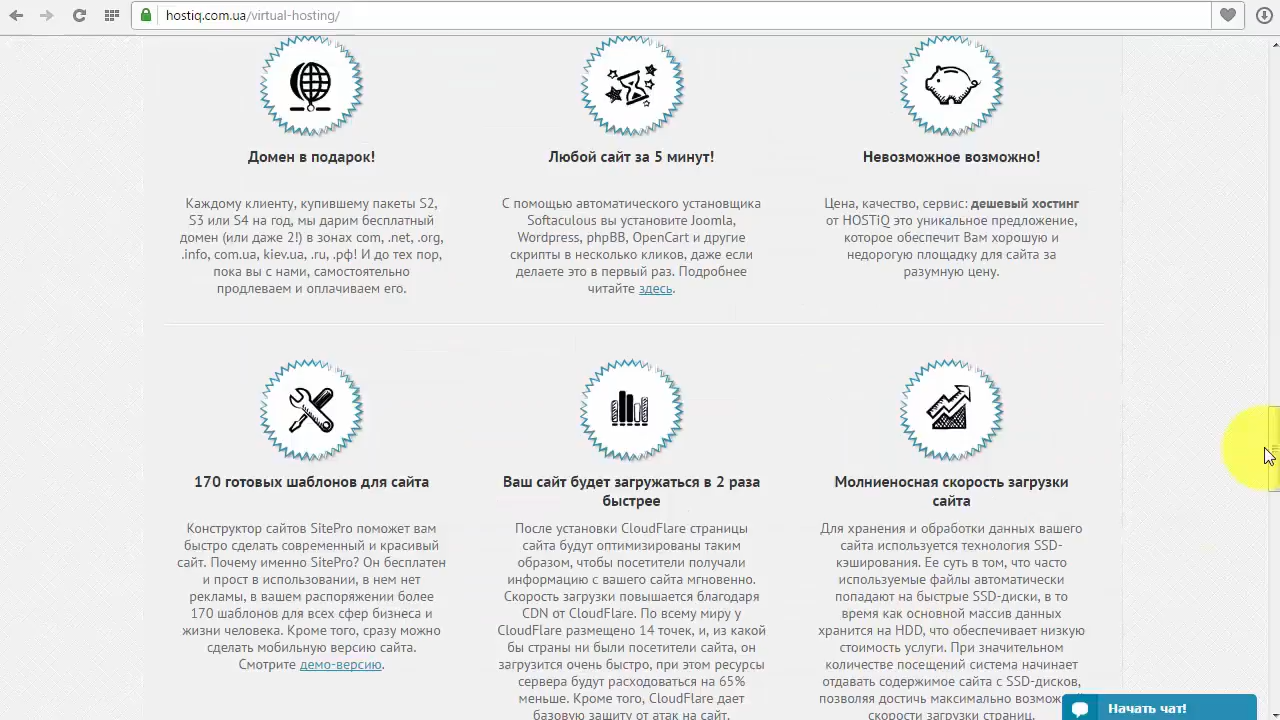 hostiq.com.ua/virtual-hosting/
Домен в подарок!
Каждому клиенту, купившему пакеты S2,
S3 или S4 на год, мы дарим бесплатный
домен (или даже 2!) в зонах com, .net, .org,
.info, com.ua, kiev.ua, .ru, .рф! И до тех пор,
пока вы с нами, самостоятельно
продлеваем и оплачиваем его.
Любой сайт за 5 минут!
С помощью автоматического установщика
Softaculous вы установите Joomla,
Wordpress, phpBB, OpenCart и другие
скрипты в несколько кликов, даже если
делаете это в первый раз. Подробнее
читайте здесь.
Невозможное возможно!
Цена, качество, сервис: дешевый хостинг
от HOSTiQ это уникальное предложение,
которое обеспечит Вам хорошую и
недорогую площадку для сайта за
разумную цену.
170 готовых шаблонов для сайта
Конструктор сайтов SitePro поможет вам
быстро сделать современный и красивый
сайт. Почему именно SitePro? Он бесплатен
и прост в использовании, в нем нет
рекламы, в вашем распоряжении более
170 шаблонов для всех сфер бизнеса и
жизни человека. Кроме того, сразу можно
сделать мобильную версию сайта.
Смотрите демо-версию.
Ваш сайт будет загружаться в 2 раза
быстрее
После установки CloudFlare страницы
сайта будут оптимизированы таким
образом, чтобы посетители получали
информацию с вашего сайта мгновенно.
Скорость загрузки повышается благодаря
CDN от CloudFlare. По всему миру у
CloudFlare размещено 14 точек, и, из какой
бы страны ни были посетители сайта, он
загрузится очень быстро, при этом ресурсы
сервера будут расходоваться на 65%
меньше. Кроме того, CloudFlare дает
базовую защиту от атак на сайт.
Молниеносная скорость загрузки
сайта
Для хранения и обработки данных вашего
сайта используется технология SSD-
кэширования. Ее суть в том, что часто
используемые файлы автоматически
попадают на быстрые SSD-диски, в то
время как основной массив данных
хранится на HDD, что обеспечивает низкую
стоимость услуги. При значительном
количестве посещений система начинает
отдавать содержимое сайта с SSD-дисков,
позволяя достичь максимально
скорости загрузки страниц.
Начать чат!